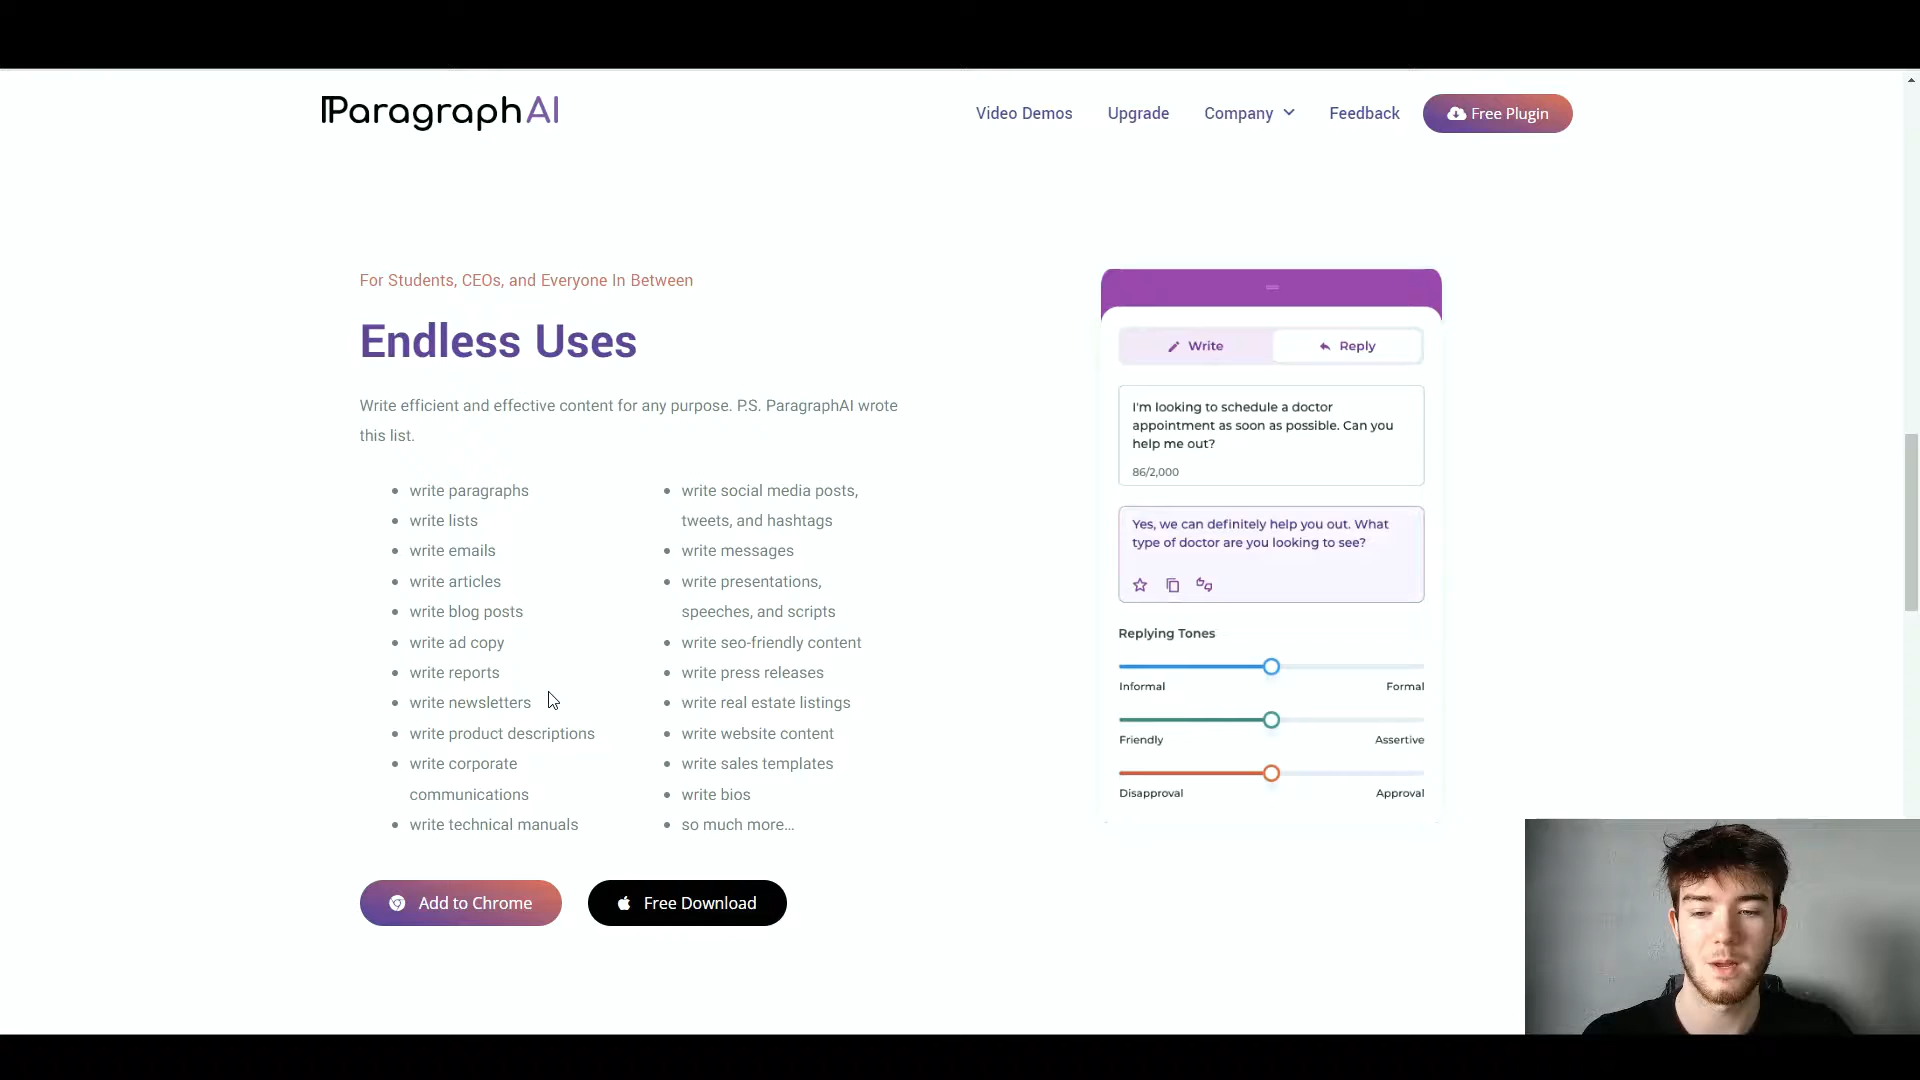 ParagraphAI
Video Demos
Upgrade
Company
Feedback
Free Plugin
For Students, CEOs, and Everyone In Between
Endless Uses
Write efficient and effective content for any purpose. P.S. ParagraphAI wrote
this list.
write paragraphs
write lists
write emails
write articles
write blog posts
write ad copy
write reports
write newsletters
write product descriptions
write corporate
communications
write technical manuals
write social media posts,
tweets, and hashtags
write messages
write presentations,
speeches, and scripts
write seo-friendly content
write press releases
write real estate listings
write website content
write sales templates
write bios
so much more...
Add to Chrome
Free Download
Write
Reply
I'm looking to schedule a doctor
appointment as soon as possible. Can you
help me out?
86/2,000
Yes, we can definitely help you out. What
type of doctor are you looking to see?
Replying Tones
Informal
Formal
Friendly
Assertive
Disapproval
Approval